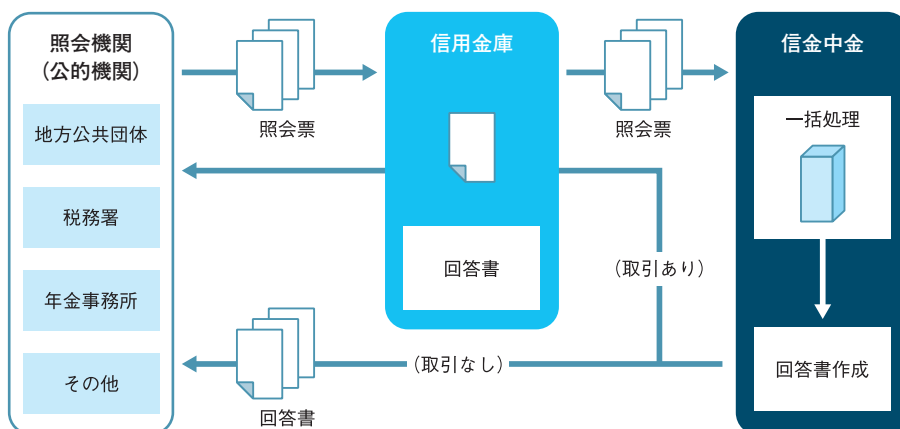 照会機関
（公的機関）
地方公共団体
税務署
年金事務所
その他
照会票
信用金庫
回答書
照会票
信金中金
一括処理
回答書作成
（取引あり）
（取引なし）
回答書